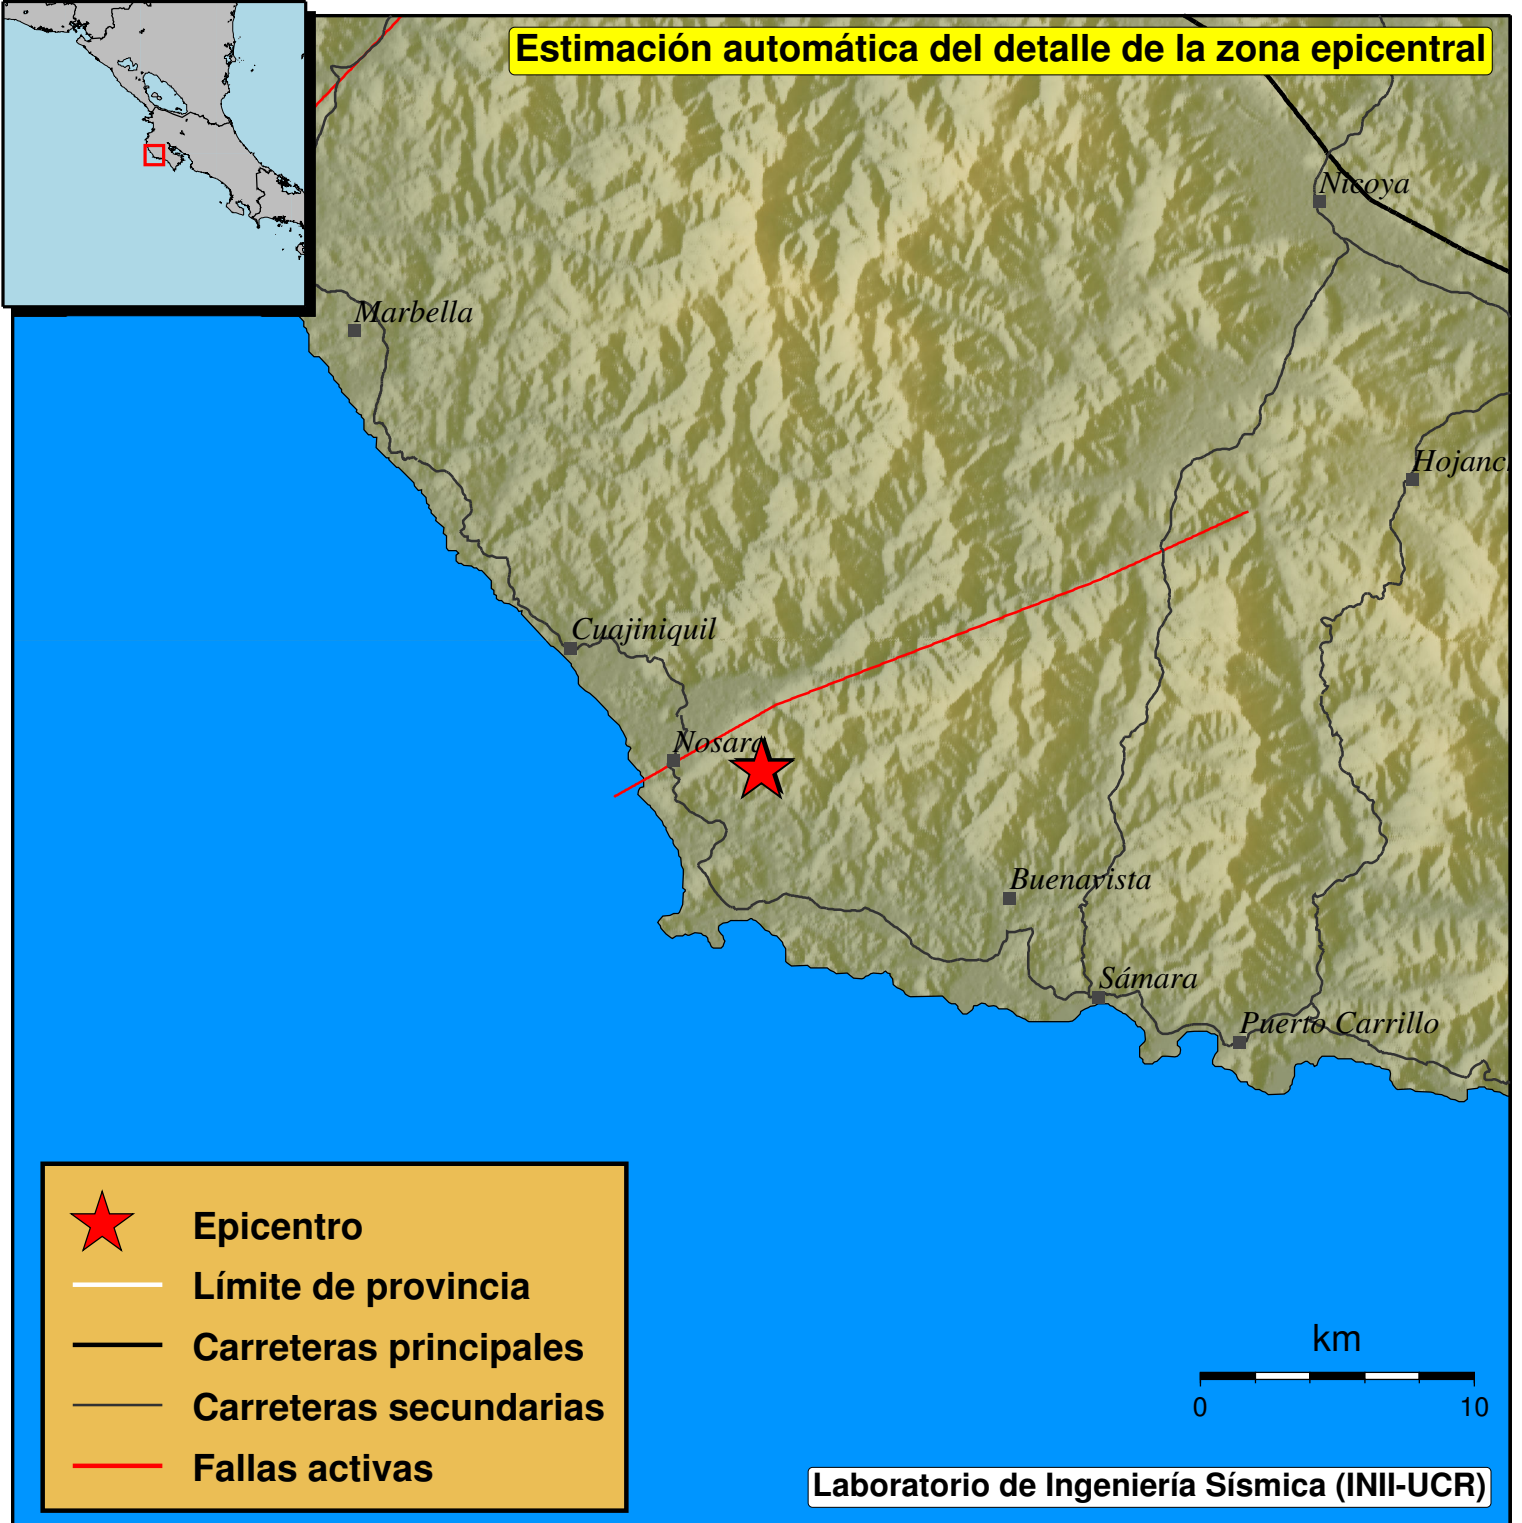 Estimación automática del detalle de la zona epicentral
Nicoya
Marbella
Hojanc
Cuajiniquil
Nosara
Buenavista
Sámara
Puerto Carrillo
Epicentro
Límite de provincia
Carreteras principales
Carreteras secundarias
Fallas activas
km
0 10
Laboratorio de Ingeniería Sísmica (INII-UCR)